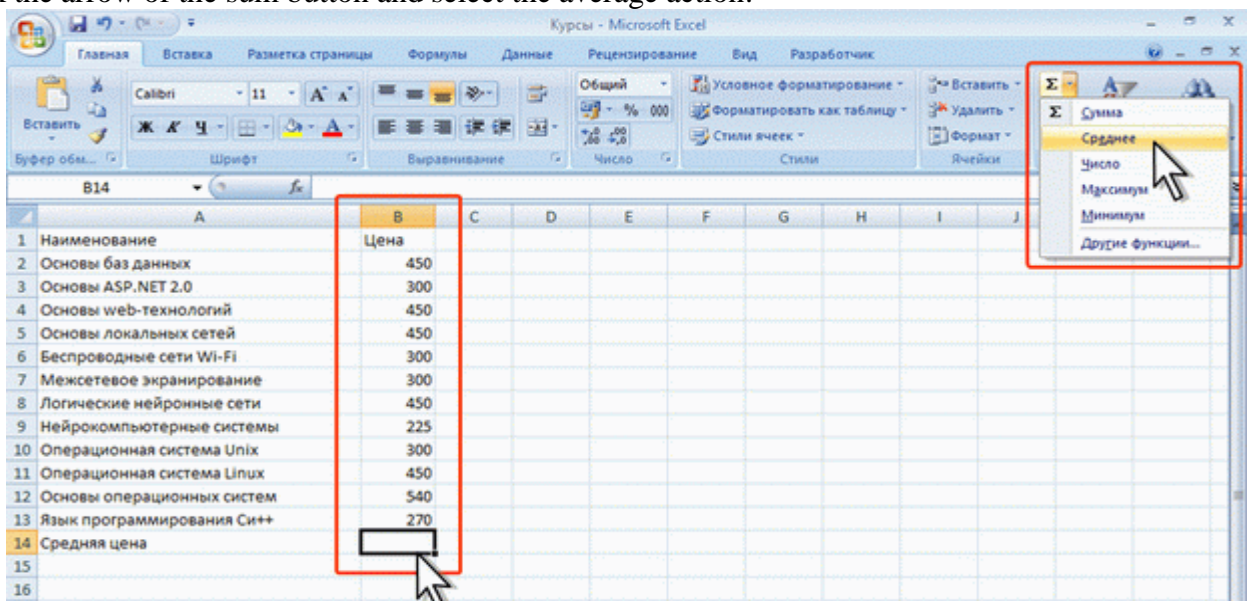 the arrow of the sum button and select the average action.
Курсы - Microsoft Excel
Главная Вставка Разметка страницы Формулы Данные Рецензирование Вид Разработчик
Вставить
Calibri 11
Ж К Ч
Общий
% 000
Условное форматирование
Форматировать как таблицу
Стили ячеек
Вставить
Удалить
Формат
Буфер обм... Шрифт Выравнивание Число Стили Ячейки
Σ
Σ Сумма
Среднее
Число
Максимум
Минимум
Другие функции...
B14 fx
A B C D E F G H I J
1 Наименование Цена
2 Основы баз данных 450
3 Основы ASP.NET 2.0 300
4 Основы web-технологий 450
5 Основы локальных сетей 450
6 Беспроводные сети Wi-Fi 300
7 Межсетевое экранирование 300
8 Логические нейронные сети 450
9 Нейрокомпьютерные системы 225
10 Операционная система Unix 300
11 Операционная система Linux 450
12 Основы операционных систем 540
13 Язык программирования Си++ 270
14 Средняя цена
15
16